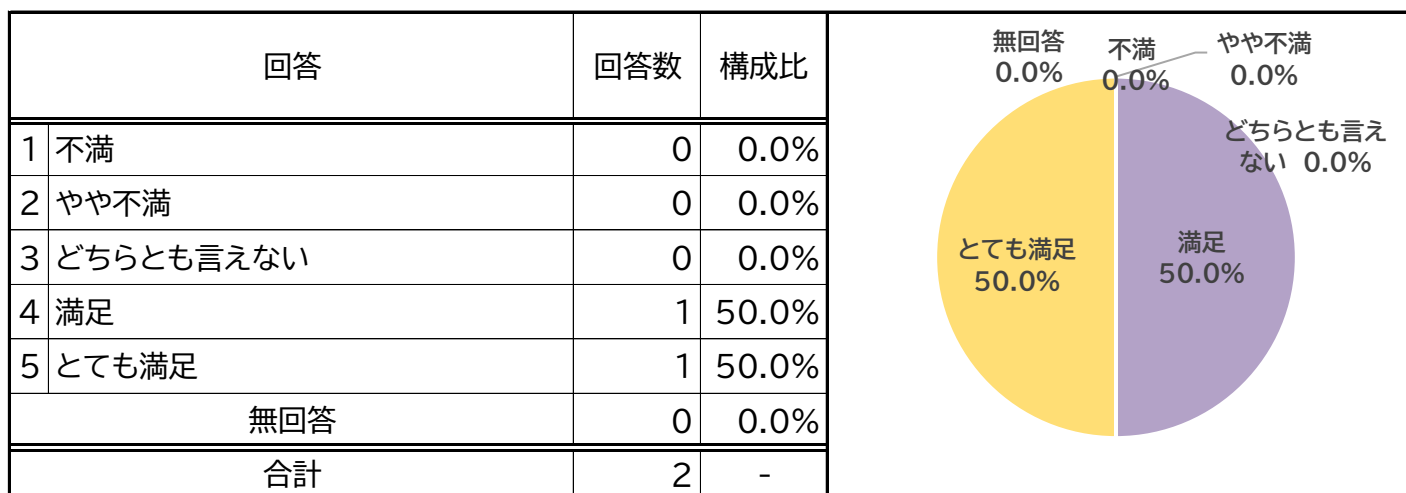 回答 回答数 構成比
1 不満 0 0.0%
2 やや不満 0 0.0%
3 どちらとも言えない 0 0.0%
4 満足 1 50.0%
5 とても満足 1 50.0%
無回答 0 0.0%
合計 2 -
無回答
0.0%
不満
0.0%
やや不満
0.0%
どちらとも言え
ない 0.0%
とても満足
50.0%
満足
50.0%